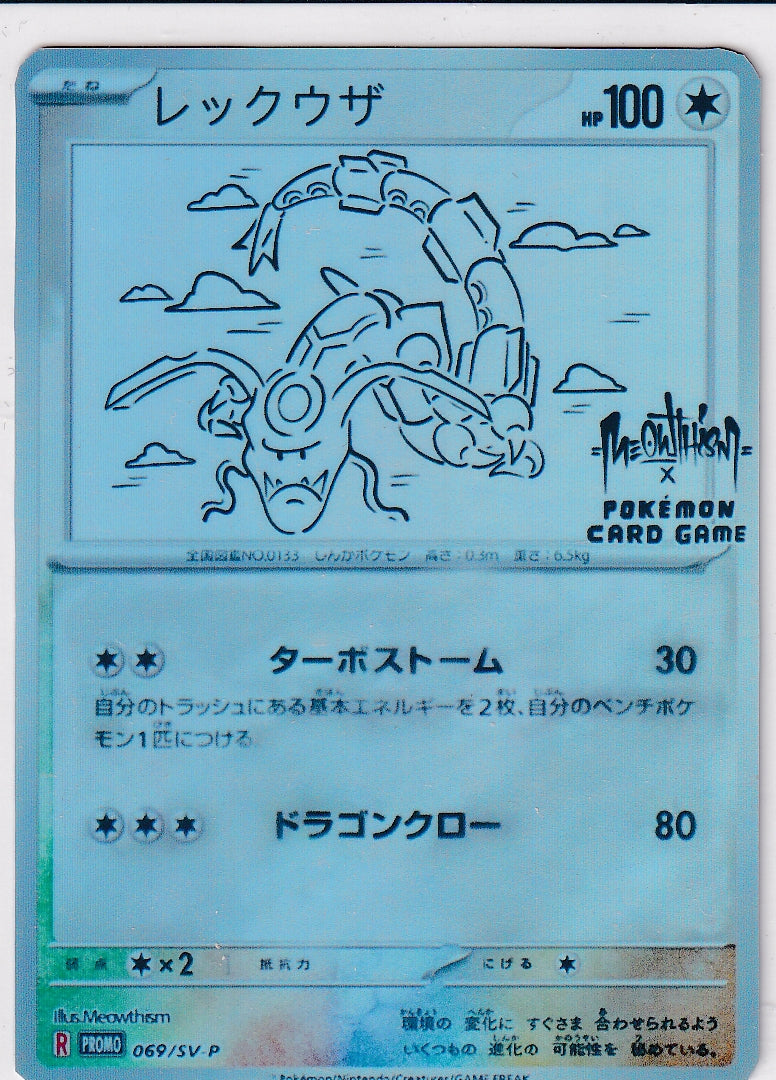 たね
レックウザ
HP100
MEOWTHiSM
×
POKÉMON
CARD GAME
全国図鑑NO.0133 しんかポケモン 高さ：0.3m 重さ：6.5kg
ターボストーム 30
自分のトラッシュにある基本エネルギーを2枚、自分のベンチポケ
モン1匹につける。
ドラゴンクロー 80
弱点 ×2 抵抗力 にげる
Illus.Meowthism
環境の 変化に すぐさま 合わせられるよう
R PROMO 069/SV-P
いくつもの 進化の 可能性を 秘めている。
Pokémon/Nintendo/Creatures/GAME FREAK